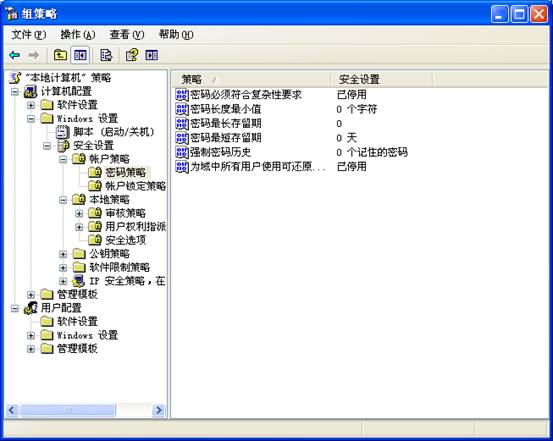 组策略
文件(F) 操作(A) 查看(V) 帮助(H)
"本地计算机" 策略
计算机配置
软件设置
Windows 设置
脚本 (启动/关机)
安全设置
帐户策略
密码策略
帐户锁定策略
本地策略
审核策略
用户权利指派
安全选项
公钥策略
软件限制策略
IP 安全策略，在
管理模板
用户配置
软件设置
Windows 设置
管理模板
策略 安全设置
密码必须符合复杂性要求 已停用
密码长度最小值 0 个字符
密码最长存留期 0
密码最短存留期 0 天
强制密码历史 0 个记住的密码
为域中所有用户使用可还原... 已停用